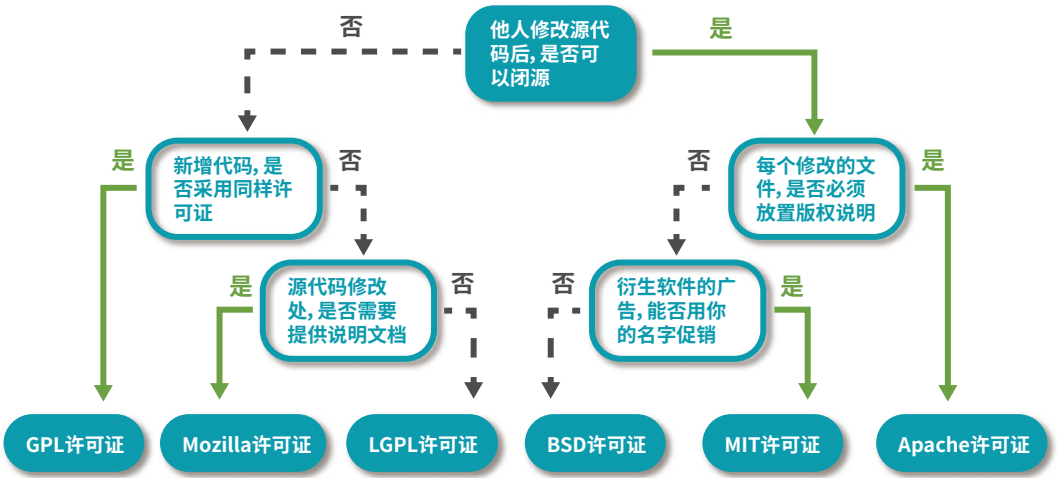 否
他人修改源代
码后,是否可
以闭源
是
是
新增代码,是
否采用同样许
可证
否
否
每个修改的文
件,是否必须
放置版权说明
是
是
源代码修改
处,是否需要
提供说明文档
否
否
衍生软件的广
告,能否用你
的名字促销
是
GPL许可证
Mozilla许可证
LGPL许可证
BSD许可证
MIT许可证
Apache许可证